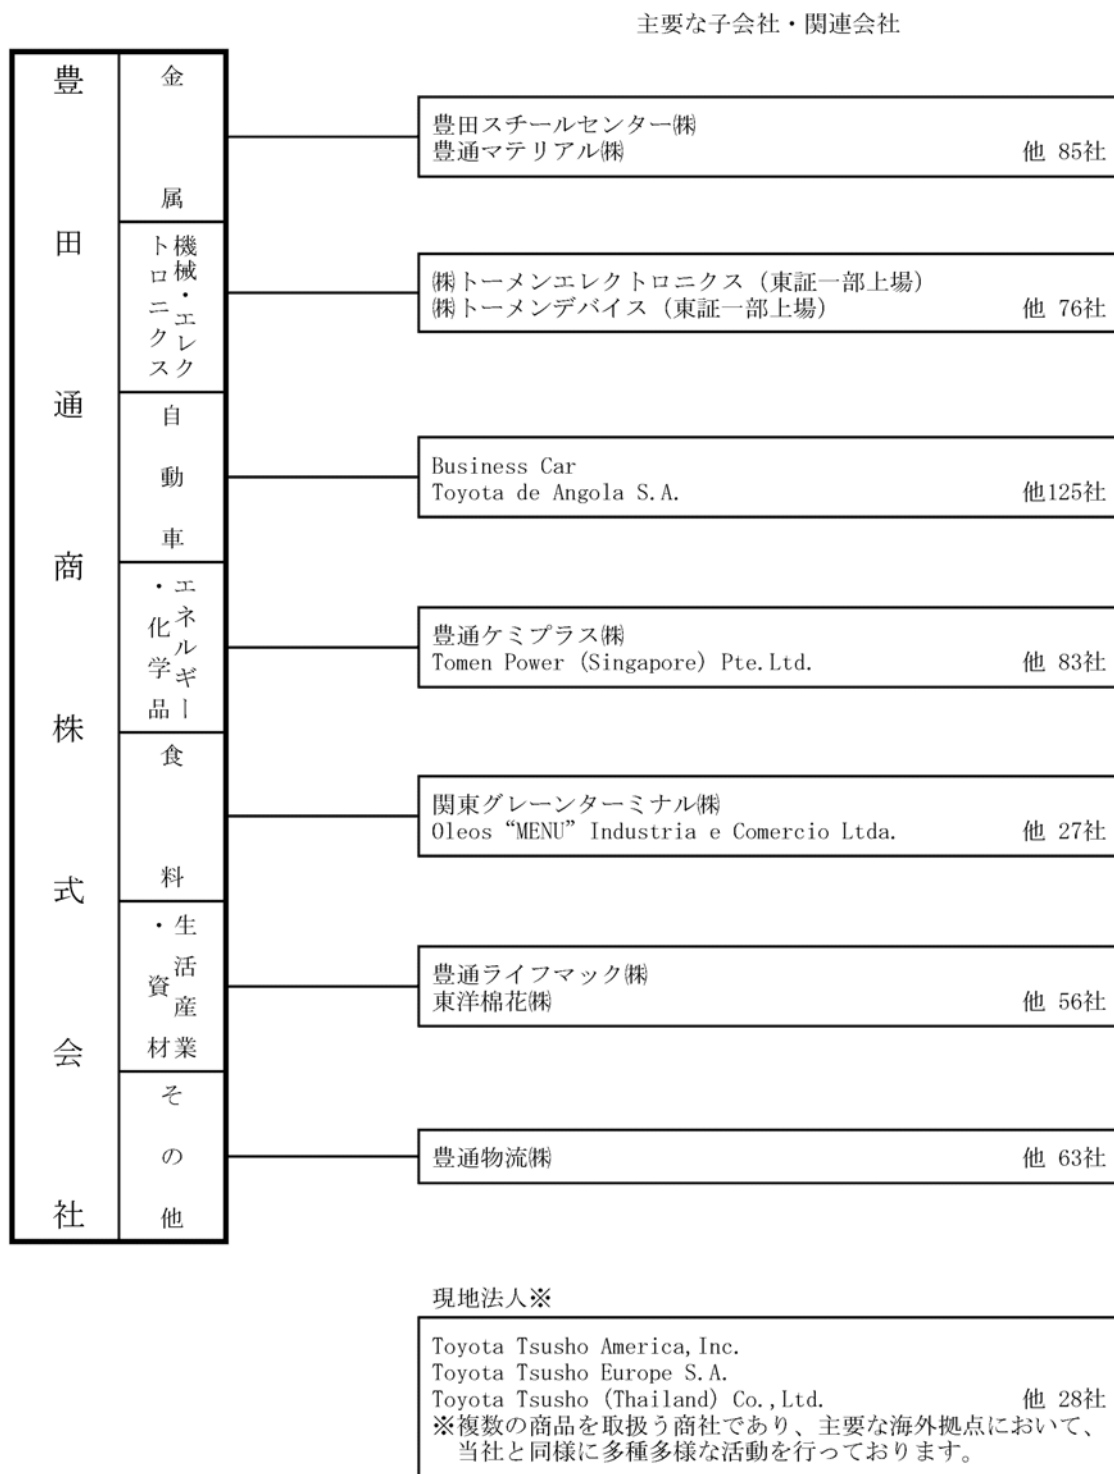 主要な子会社・関連会社
豊田通商株式会社
金属
豊田スチールセンター㈱
豊通マテリアル㈱ 他 85社
機械・エレクトロニクス
㈱トーメンエレクトロニクス（東証一部上場）
㈱トーメンデバイス（東証一部上場） 他 76社
自動車
Business Car
Toyota de Angola S.A. 他125社
エネルギー・化学品
豊通ケミプラス㈱
Tomen Power (Singapore) Pte.Ltd. 他 83社
食料
関東グレーンターミナル㈱
Oleos “MENU” Industria e Comercio Ltda. 他 27社
生活産業・資材
豊通ライフマック㈱
東洋棉花㈱ 他 56社
その他
豊通物流㈱ 他 63社
現地法人※
Toyota Tsusho America,Inc.
Toyota Tsusho Europe S.A.
Toyota Tsusho (Thailand) Co.,Ltd. 他 28社
※複数の商品を取扱う商社であり、主要な海外拠点において、
当社と同様に多種多様な活動を行っております。